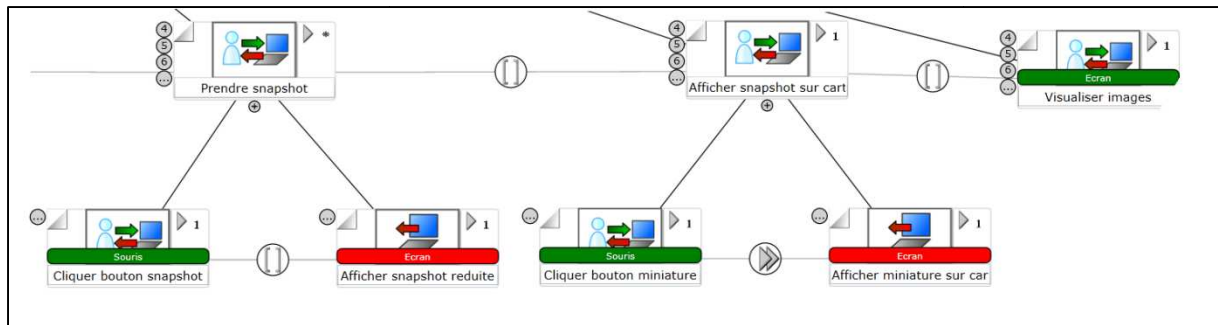 4
5
6
...
*
Prendre snapshot
[ ]
4
5
6
...
1
Afficher snapshot sur cart
[ ]
4
5
6
...
1
Ecran
Visualiser images
...
1
Souris
Cliquer bouton snapshot
[ ]
...
1
Ecran
Afficher snapshot reduite
...
1
Souris
Cliquer bouton miniature
...
1
Ecran
Afficher miniature sur car